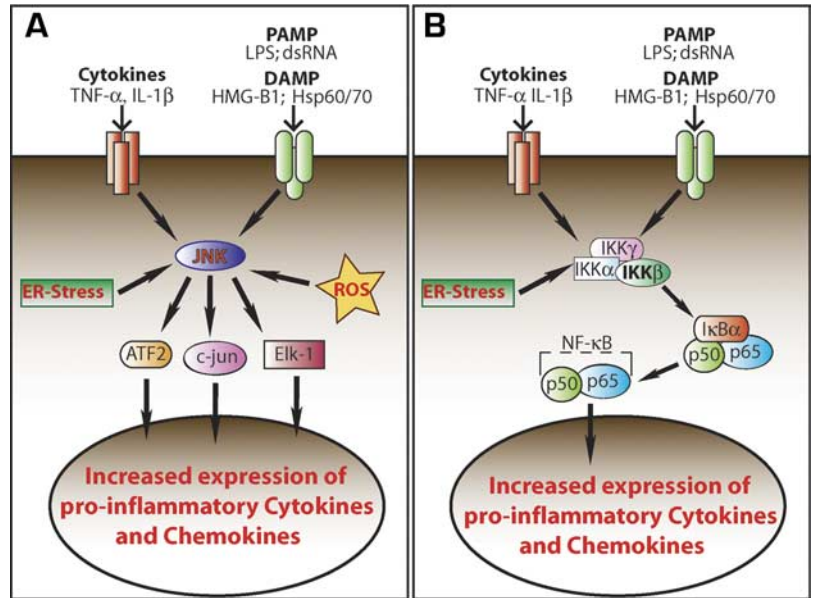 A
PAMP
LPS; dsRNA
Cytokines
TNF-α, IL-1β
DAMP
HMG-B1; Hsp60/70
JNK
ER-Stress
ROS
ATF2
c-jun
Elk-1
Increased expression of
pro-inflammatory Cytokines
and Chemokines
B
PAMP
LPS; dsRNA
Cytokines
TNF-α IL-1β
DAMP
HMG-B1; Hsp60/70
IKKγ
IKKα
IKKβ
ER-Stress
IκBα
p50
p65
NF-κB
p50
p65
Increased expression of
pro-inflammatory Cytokines
and Chemokines